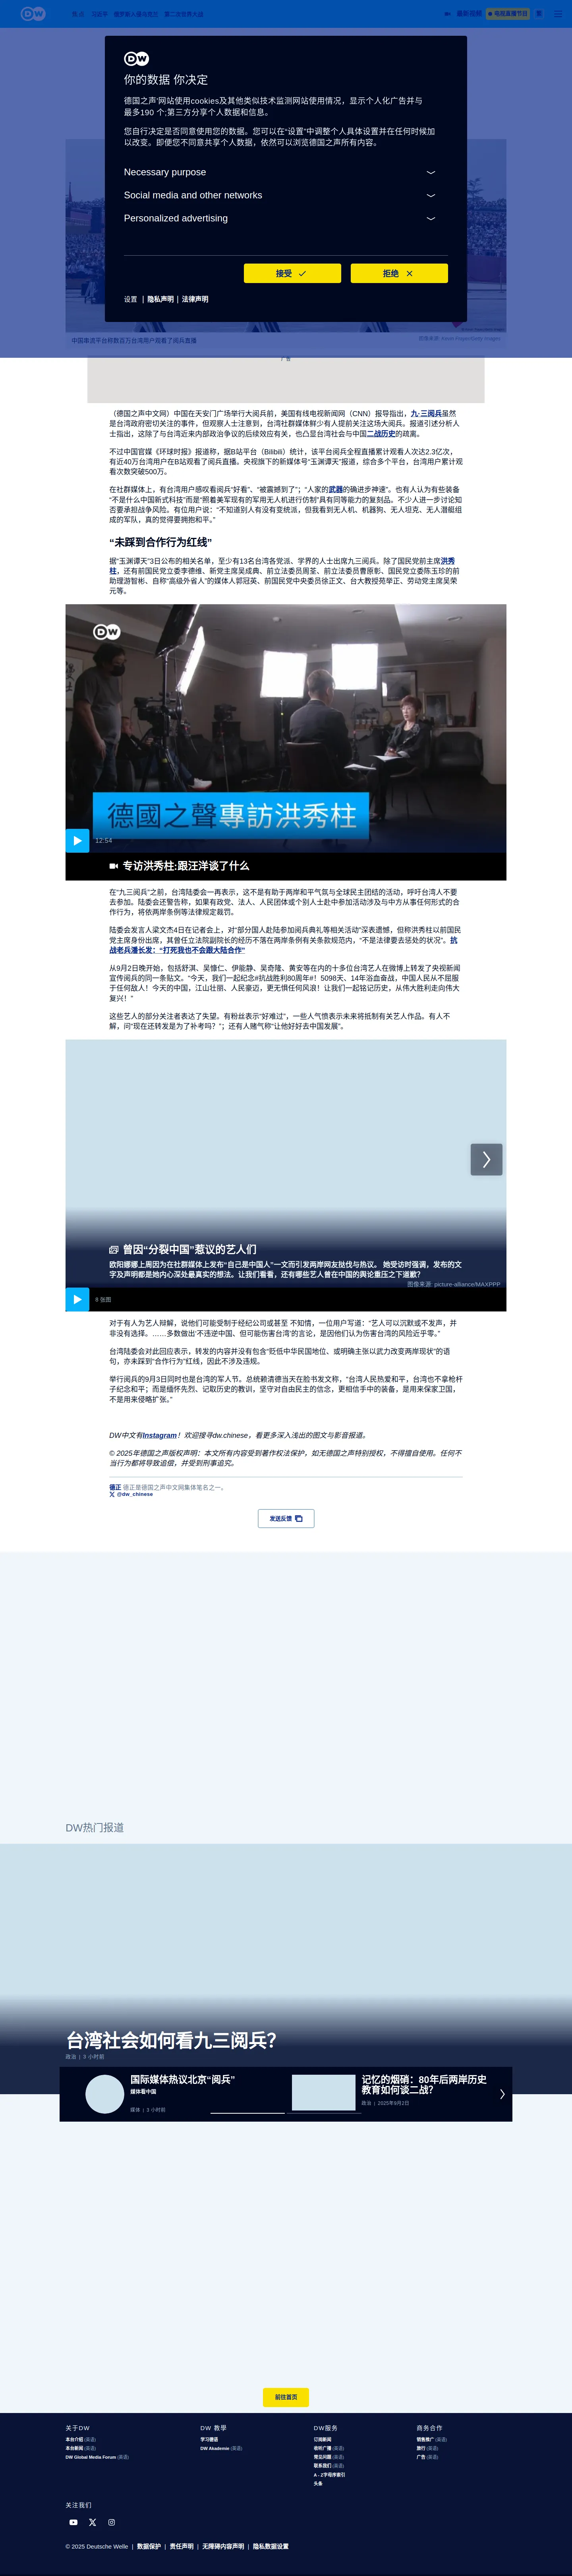 热点
习近平
俄罗斯入侵乌克兰
第二次世界大战
最新视频
电视直播节目
DW
你的数据 你决定
德国之声'网站使用cookies及其他类似技术监测网站使用情况，显示个人化广告并与
最多190 个;第三方分享个人数据和信息。
您自行决定是否同意使用您的数据。您可以在“设置”中调整个人具体设置并在任何时候加
以改变。即便您不同意共享个人数据，依然可以浏览德国之声所有内容。
Necessary purpose
Social media and other networks
Personalized advertising
接受
拒绝
设置 | 隐私声明 | 法律声明
中国串流平台称数百万台湾用户观看了阅兵直播
广告
（德国之声中文网）中国在天安门广场举行大阅兵前，美国有线电视新闻网（CNN）报导指出，九·三阅兵虽然
是台湾政府密切关注的事件，但观察人士注意到，台湾社群媒体鲜少有人提前关注这场大阅兵。报道引述分析人
士指出，这除了与台湾近来内部政治争议的后续效应有关，也凸显台湾社会与中国二战历史的疏离。
不过中国官媒《环球时报》报道称，据B站平台（Bilibili）统计，该平台阅兵全程直播累计观看人次达2.3亿次，
有近40万台湾用户在B站观看了阅兵直播。央视旗下的新媒体号“玉渊谭天”报道，综合多个平台，台湾用户累计观
看次数突破500万。
在社群媒体上，有台湾用户感叹看阅兵“好看”、“被震撼到了”；“人家的武器的确进步神速”。也有人认为有些装备
“不是什么中国新式科技”而是“照着美军现有的军用无人机进行仿制”具有同等能力的复刻品。不少人进一步讨论知
否要承担战争风险。有位用户说：“不知道别人有没有变统派，但我看到无人机、机器狗、无人坦克、无人潜艇组
成的军队，真的觉得要拥抱和平。”
“未踩到合作行为红线”
据“玉渊谭天”3日公布的相关名单，至少有13名台湾各党派、学界的人士出席九三阅兵。除了国民党前主席洪秀
柱，还有前国民党立委李德维、新党主席吴成典、前立法委员周荃、前立法委员曹原彰、国民党立委陈玉珍的前
助理游智彬、自称“高级外省人”的媒体人郭冠英、前国民党中央委员徐正文、台大教授苑举正、劳动党主席吴荣
元等。
DW
德國之聲專訪洪秀柱
12:54
专访洪秀柱:跟汪洋谈了什么
在“九三阅兵”之前，台湾陆委会一再表示，这不是有助于两岸和平气氛与全球民主团结的活动，呼吁台湾人不要
去参加。陆委会还警告称，如果有政党、法人、人民团体或个别人士赴中参加活动涉及与中方从事任何形式的合
作行为，将依两岸条例等法律规定裁罚。
陆委会发言人梁文杰4日在记者会上，对“部分国人赴陆参加阅兵典礼等相关活动”深表遗憾，但称洪秀柱以前国民
党主席身份出席，其曾任立法院副院长的经历不落在两岸条例有关条款规范内，“不是法律要去惩处的状况”。抗
战老兵潘长发：“打死我也不会跟大陆合作”
从9月2日晚开始，包括舒淇、吴慷仁、伊能静、吴奇隆、黄安等在内的十多位台湾艺人在微博上转发了央视新闻
宣传阅兵的同一条贴文。“今天，我们一起纪念#抗战胜利80周年#！5098天、14年浴血奋战，中国人民从不屈服
于任何敌人！今天的中国，江山壮丽、人民豪迈，更无惧任何风浪！让我们一起铭记历史，从伟大胜利走向伟大
复兴！”
这些艺人的部分关注者表达了失望。有粉丝表示“好难过”，一些人气愤表示未来将抵制有关艺人作品。有人不
解，问“现在还转发是为了补考吗？”；还有人赌气称“让他好好去中国发展”。
曾因“分裂中国”惹议的艺人们
欧阳娜娜上周因为在社群媒体上发布“自己是中国人”一文而引发两岸网友挞伐与热议。 她受访时强调，发布的文
字及声明都是她内心深处最真实的想法。让我们看看，还有哪些艺人曾在中国的舆论重压之下道歉?
图像来源: picture-alliance/MAXPPP
8 张图
对于有人为艺人辩解，说他们可能受制于经纪公司或甚至 不知情，一位用户写道：“艺人可以沉默或不发声，并
非没有选择。……多数做出‘不违逆中国、但可能伤害台湾’的言论，是因他们认为伤害台湾的风险近乎零。”
台湾陆委会对此回应表示，转发的内容并没有包含“贬低中华民国地位、或明确主张以武力改变两岸现状”的语
句，亦未踩到“合作行为”红线，因此不涉及违规。
举行阅兵的9月3日同时也是台湾的军人节。总统赖清德当天在脸书发文称，“台湾人民热爱和平，台湾也不拿枪杆
子纪念和平；而是缅怀先烈、记取历史的教训，坚守对自由民主的信念，更相信手中的装备，是用来保家卫国，
不是用来侵略扩张。”
DW中文有Instagram！欢迎搜寻dw.chinese，看更多深入浅出的图文与影音报道。
© 2025年德国之声版权声明：本文所有内容受到著作权法保护，如无德国之声特别授权，不得擅自使用。任何不
当行为都将导致追偿，并受到刑事追究。
德正 德正是德国之声中文网集体笔名之一。
@dw_chinese
发送反馈
DW热门报道
台湾社会如何看九三阅兵?
政治 | 3 小时前
国际媒体热议北京“阅兵”
媒体看中国
媒体 | 3 小时前
记忆的烟硝：80年后两岸历史
教育如何谈二战?
政治 | 2025年9月2日
前往首页
关于DW
本台介绍 (英语)
本台新闻 (英语)
DW Global Media Forum (英语)
DW 教學
学习德语
DW Akademie (英语)
DW服务
订阅新闻
收听广播 (英语)
常见问题 (英语)
联系我们 (英语)
A - Z字母序索引
头条
商务合作
销售推广 (英语)
旅行 (英语)
广告 (英语)
关注我们
© 2025 Deutsche Welle | 数据保护 | 责任声明 | 无障碍内容声明 | 隐私数据设置